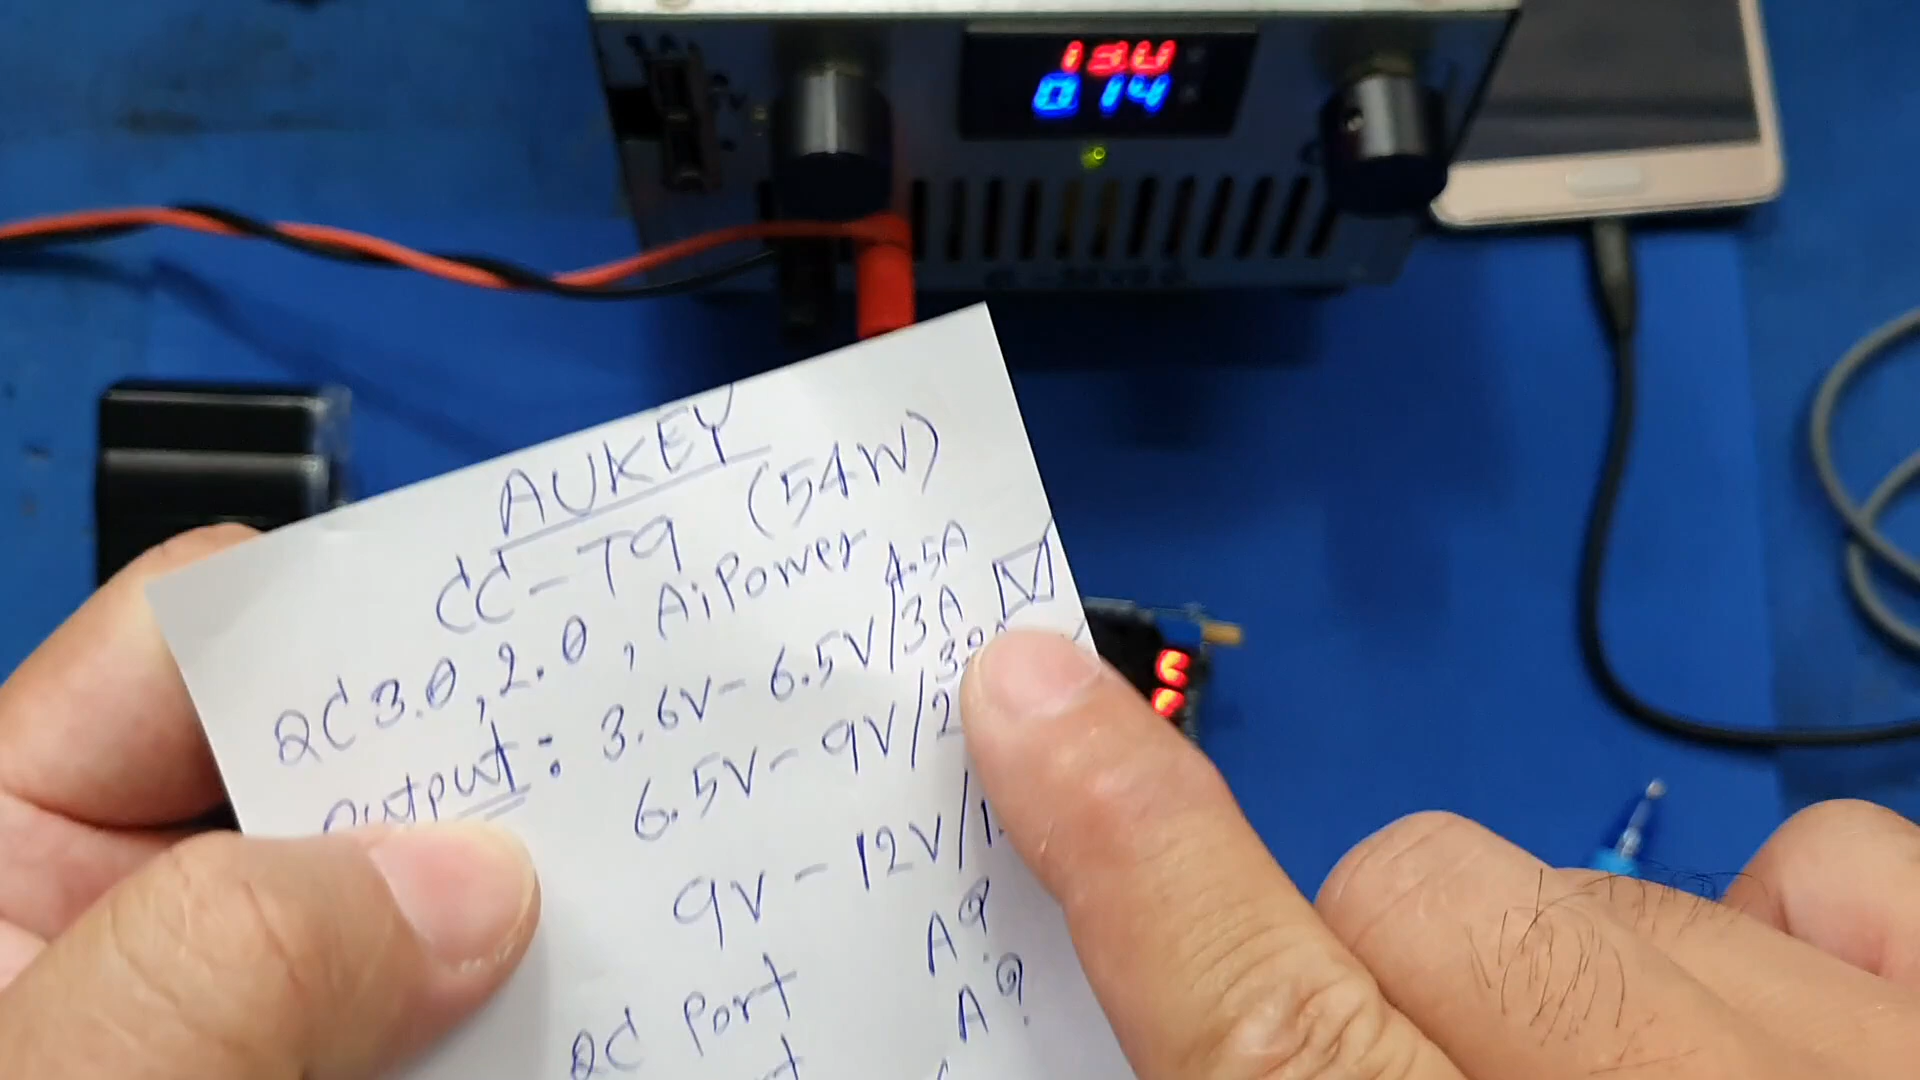 13.0
0.14
AUKEY
CC-T9 (54W)
QC 3.0, 2.0, AiPower
4.5A
Output: 3.6V - 6.5V/3A
6.5V - 9V/2
9V - 12V/1.
QC Port A?
A?